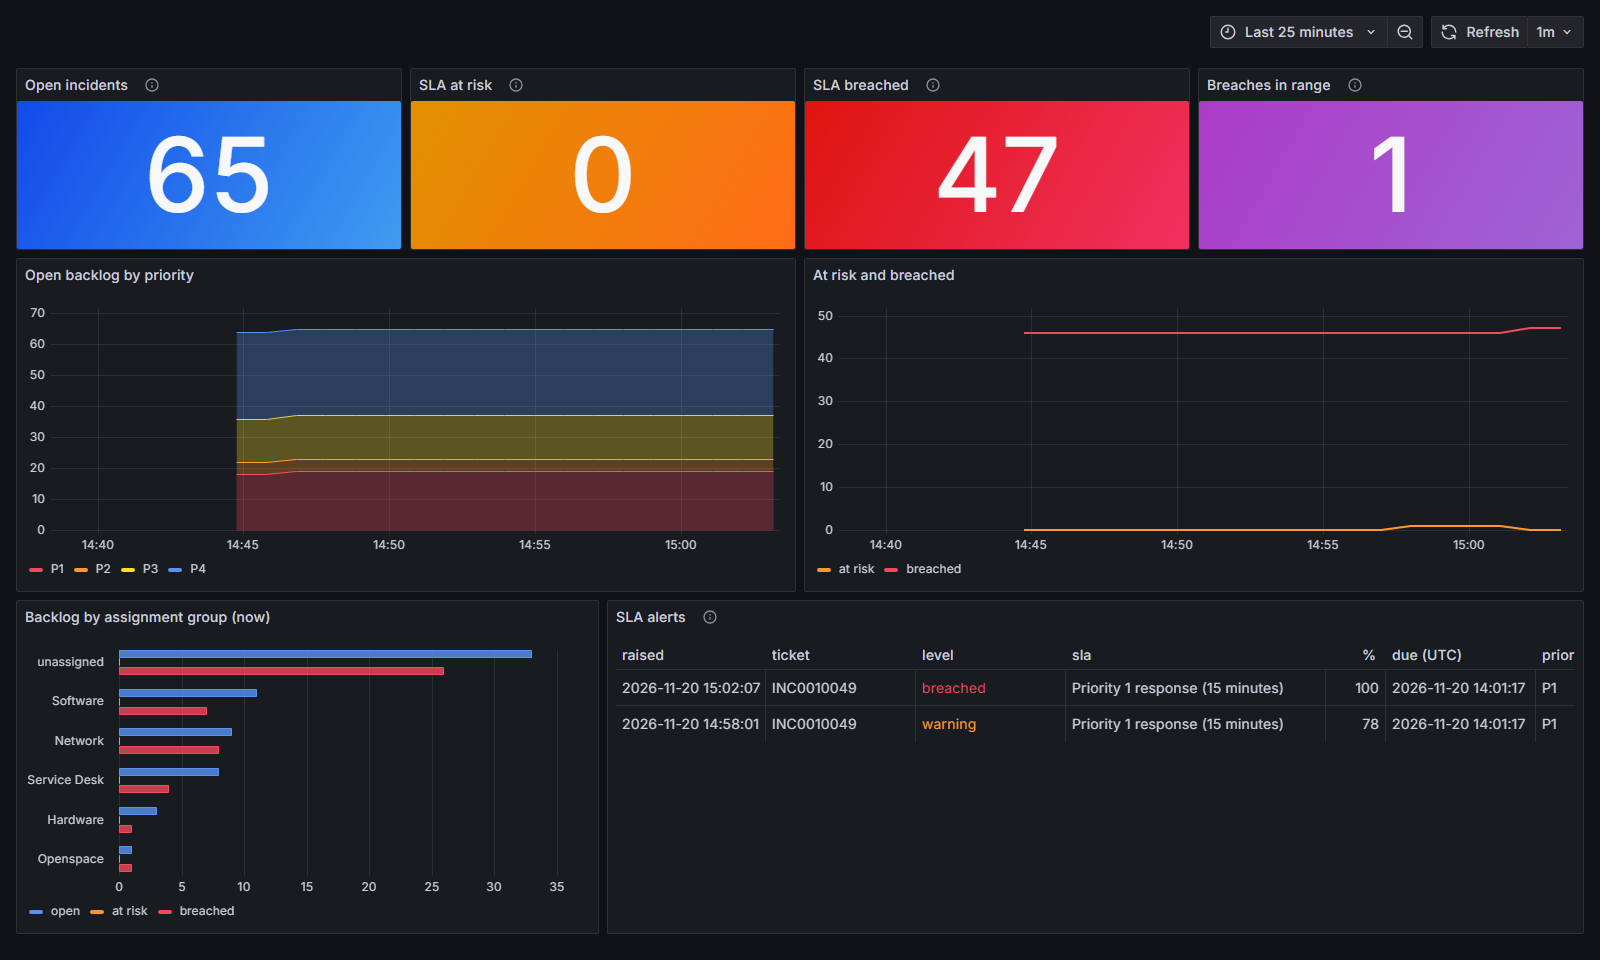 Last 25 minutes Refresh 1m
Open incidents SLA at risk SLA breached Breaches in range
65 0 47 1
Open backlog by priority
70
60
50
40
30
20
10
0
14:40 14:45 14:50 14:55 15:00
P1 P2 P3 P4
At risk and breached
50
40
30
20
10
0
14:40 14:45 14:50 14:55 15:00
at risk breached
Backlog by assignment group (now)
unassigned
Software
Network
Service Desk
Hardware
Openspace
0 5 10 15 20 25 30 35
open at risk breached
SLA alerts
raised ticket level sla % due (UTC) prior
2026-11-20 15:02:07 INC0010049 breached Priority 1 response (15 minutes) 100 2026-11-20 14:01:17 P1
2026-11-20 14:58:01 INC0010049 warning Priority 1 response (15 minutes) 78 2026-11-20 14:01:17 P1